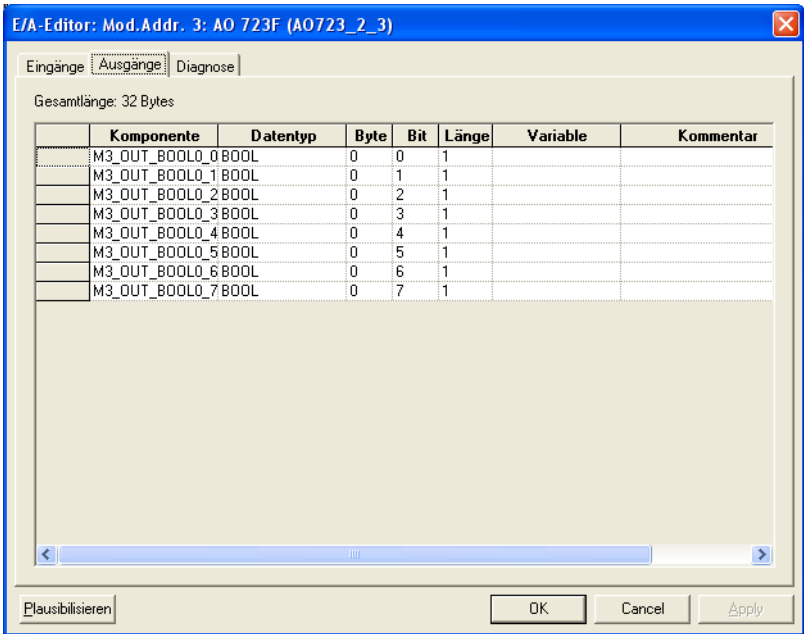 E/A-Editor: Mod.Addr. 3: AO 723F (AO723_2_3)
Eingänge Ausgänge Diagnose
Gesamtlänge: 32 Bytes
Komponente Datentyp Byte Bit Länge Variable Kommentar
M3_OUT_BOOL0_0 BOOL 0 0 1
M3_OUT_BOOL0_1 BOOL 0 1 1
M3_OUT_BOOL0_2 BOOL 0 2 1
M3_OUT_BOOL0_3 BOOL 0 3 1
M3_OUT_BOOL0_4 BOOL 0 4 1
M3_OUT_BOOL0_5 BOOL 0 5 1
M3_OUT_BOOL0_6 BOOL 0 6 1
M3_OUT_BOOL0_7 BOOL 0 7 1
Plausibilisieren OK Cancel Apply